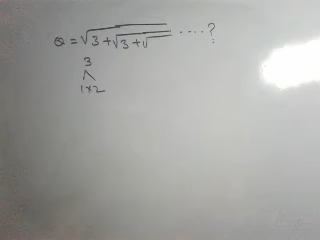 Q = √3+√3+√ ....?
3
∧
1×2